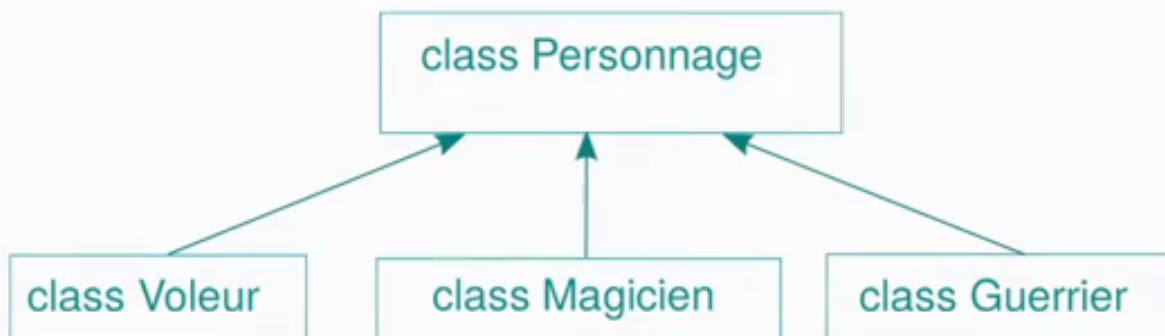 class Personnage
class Voleur
class Magicien
class Guerrier